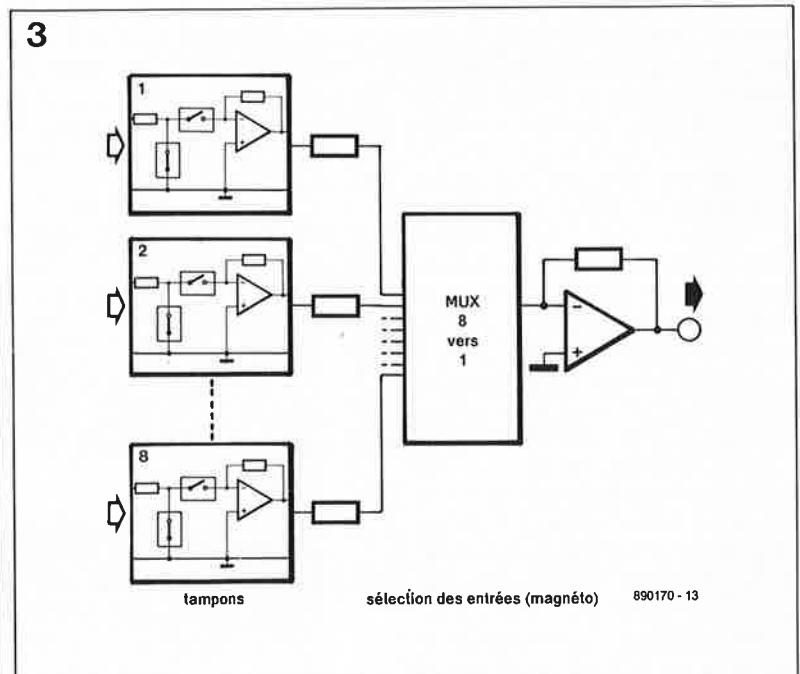 3
1
2
8
MUX
8
vers
1
tampons
sélection des entrées (magnéto)
890170 - 13